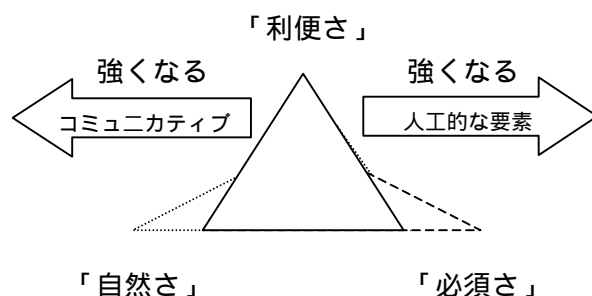 「利便さ」
強くなる
コミュニカティブ
強くなる
人工的な要素
「自然さ」
「必須さ」